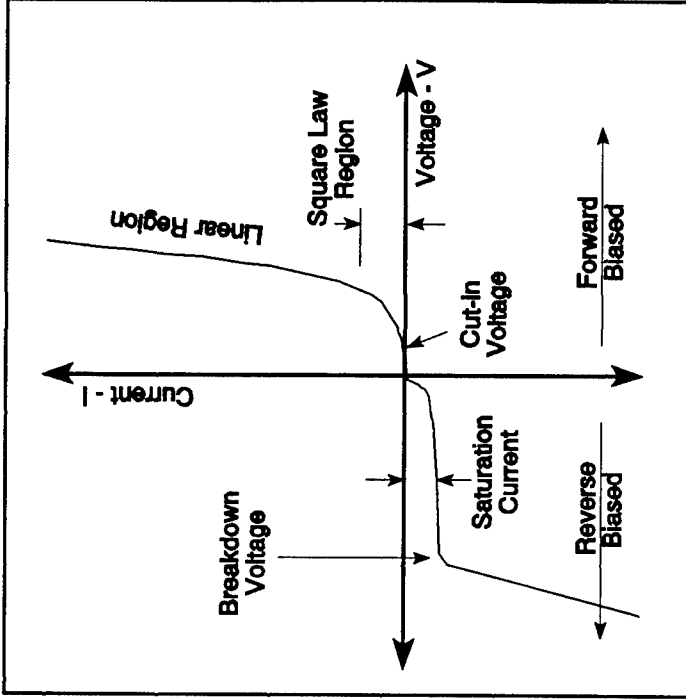 Linear Region
Square Law
Region
Voltage - V
Current - I
Cut-in
Voltage
Forward
Biased
Breakdown
Voltage
Saturation
Current
Reverse
Biased